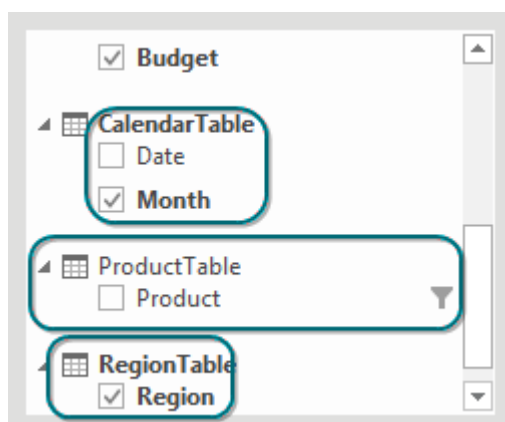 Budget
CalendarTable
Date
Month
ProductTable
Product
RegionTable
Region